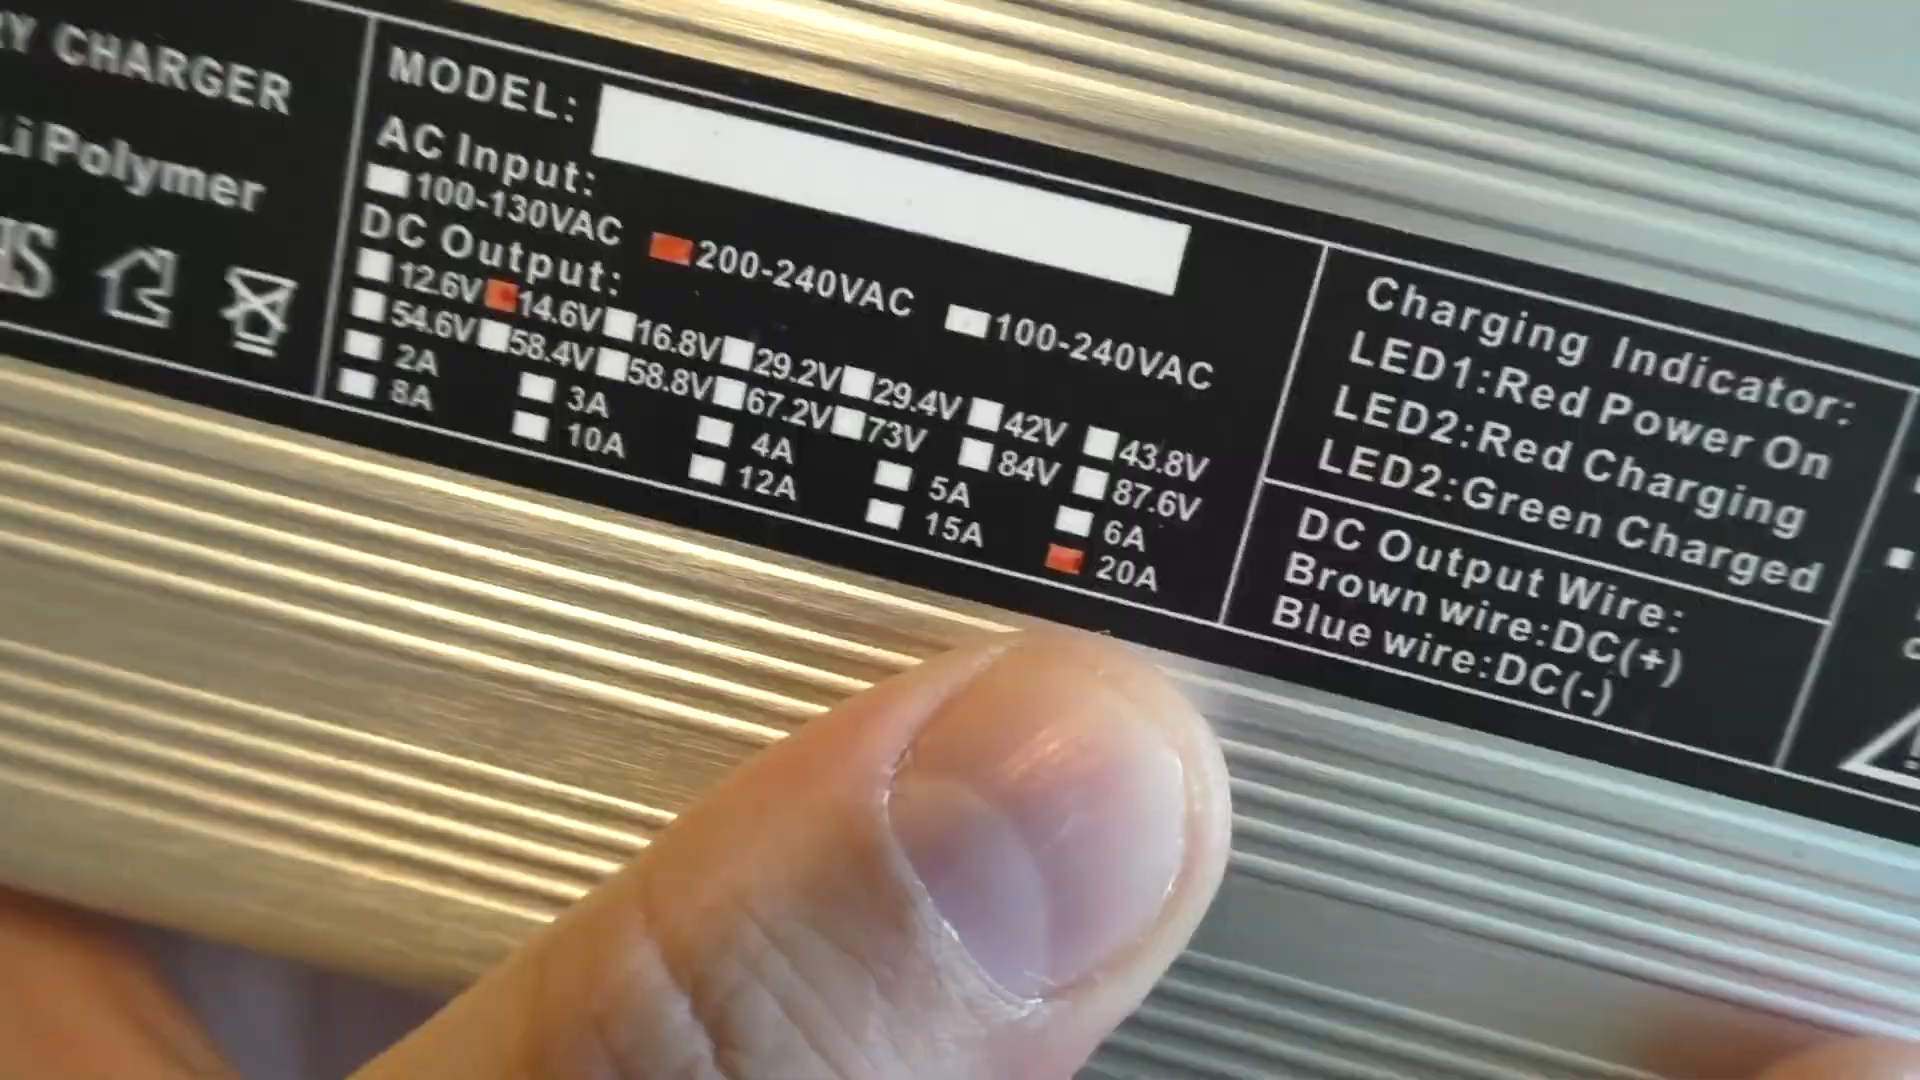 RY CHARGER
Li Polymer
MODEL:
AC Input:
100-130VAC 200-240VAC 100-240VAC
DC Output:
12.6V 14.6V 16.8V 29.2V 29.4V 42V 43.8V
54.6V 58.4V 58.8V 67.2V 73V 84V 87.6V
2A 3A 4A 5A 6A
8A 10A 12A 15A 20A
Charging Indicator:
LED1:Red Power On
LED2:Red Charging
LED2:Green Charged
DC Output Wire:
Brown wire:DC(+)
Blue wire:DC(-)